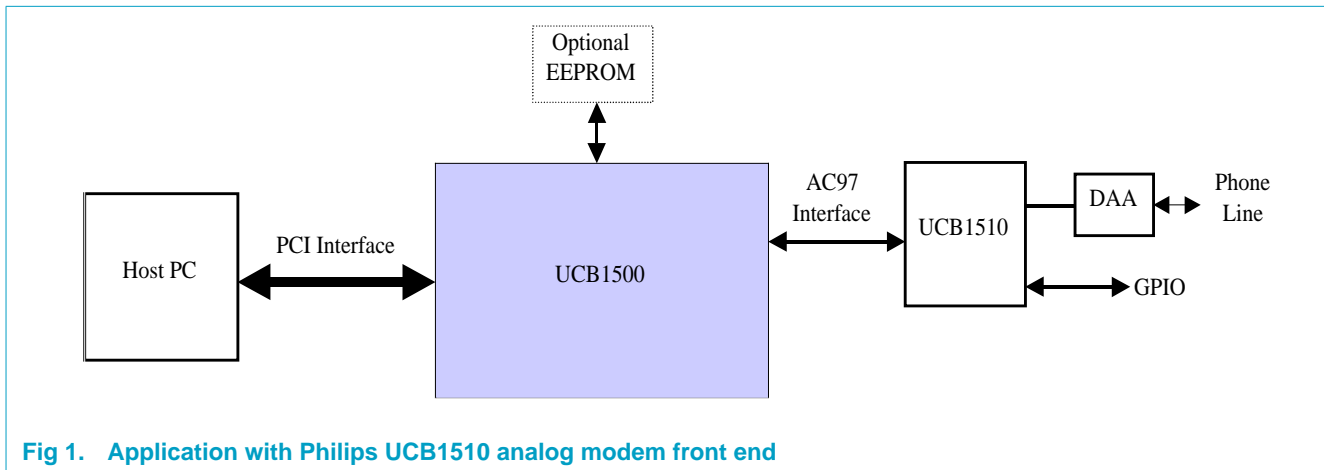 Optional
EEPROM
AC97
Interface
DAA
Phone
Line
UCB1510
PCI Interface
Host PC
UCB1500
GPIO
Fig 1. Application with Philips UCB1510 analog modem front end